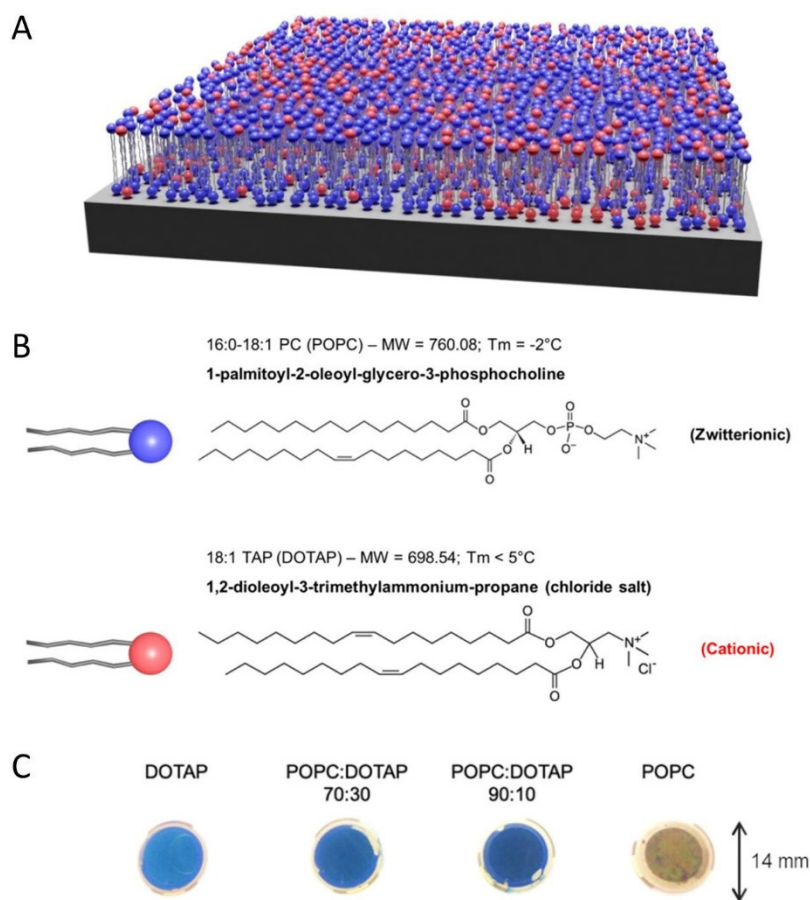 A
B
16:0-18:1 PC (POPC) – MW = 760.08; Tm = -2°C
1-palmitoyl-2-oleoyl-glycero-3-phosphocholine
O
O
O
P
O
O
N+
H
O-
O
O
(Zwitterionic)
18:1 TAP (DOTAP) – MW = 698.54; Tm < 5°C
1,2-dioleoyl-3-trimethylammonium-propane (chloride salt)
O
O
N+
O
H
Cl-
O
(Cationic)
C
DOTAP
POPC:DOTAP
70:30
POPC:DOTAP
90:10
POPC
14 mm